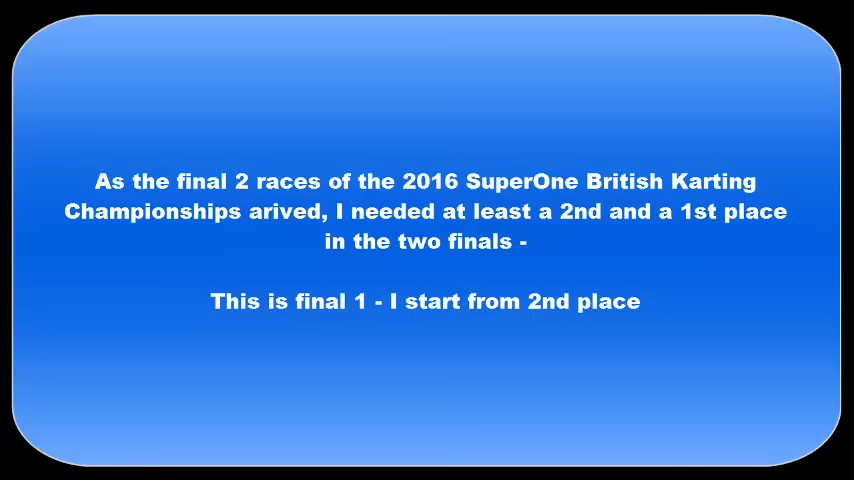 As the final 2 races of the 2016 SuperOne British Karting
Championships arived, I needed at least a 2nd and a 1st place
in the two finals -
This is final 1 - I start from 2nd place